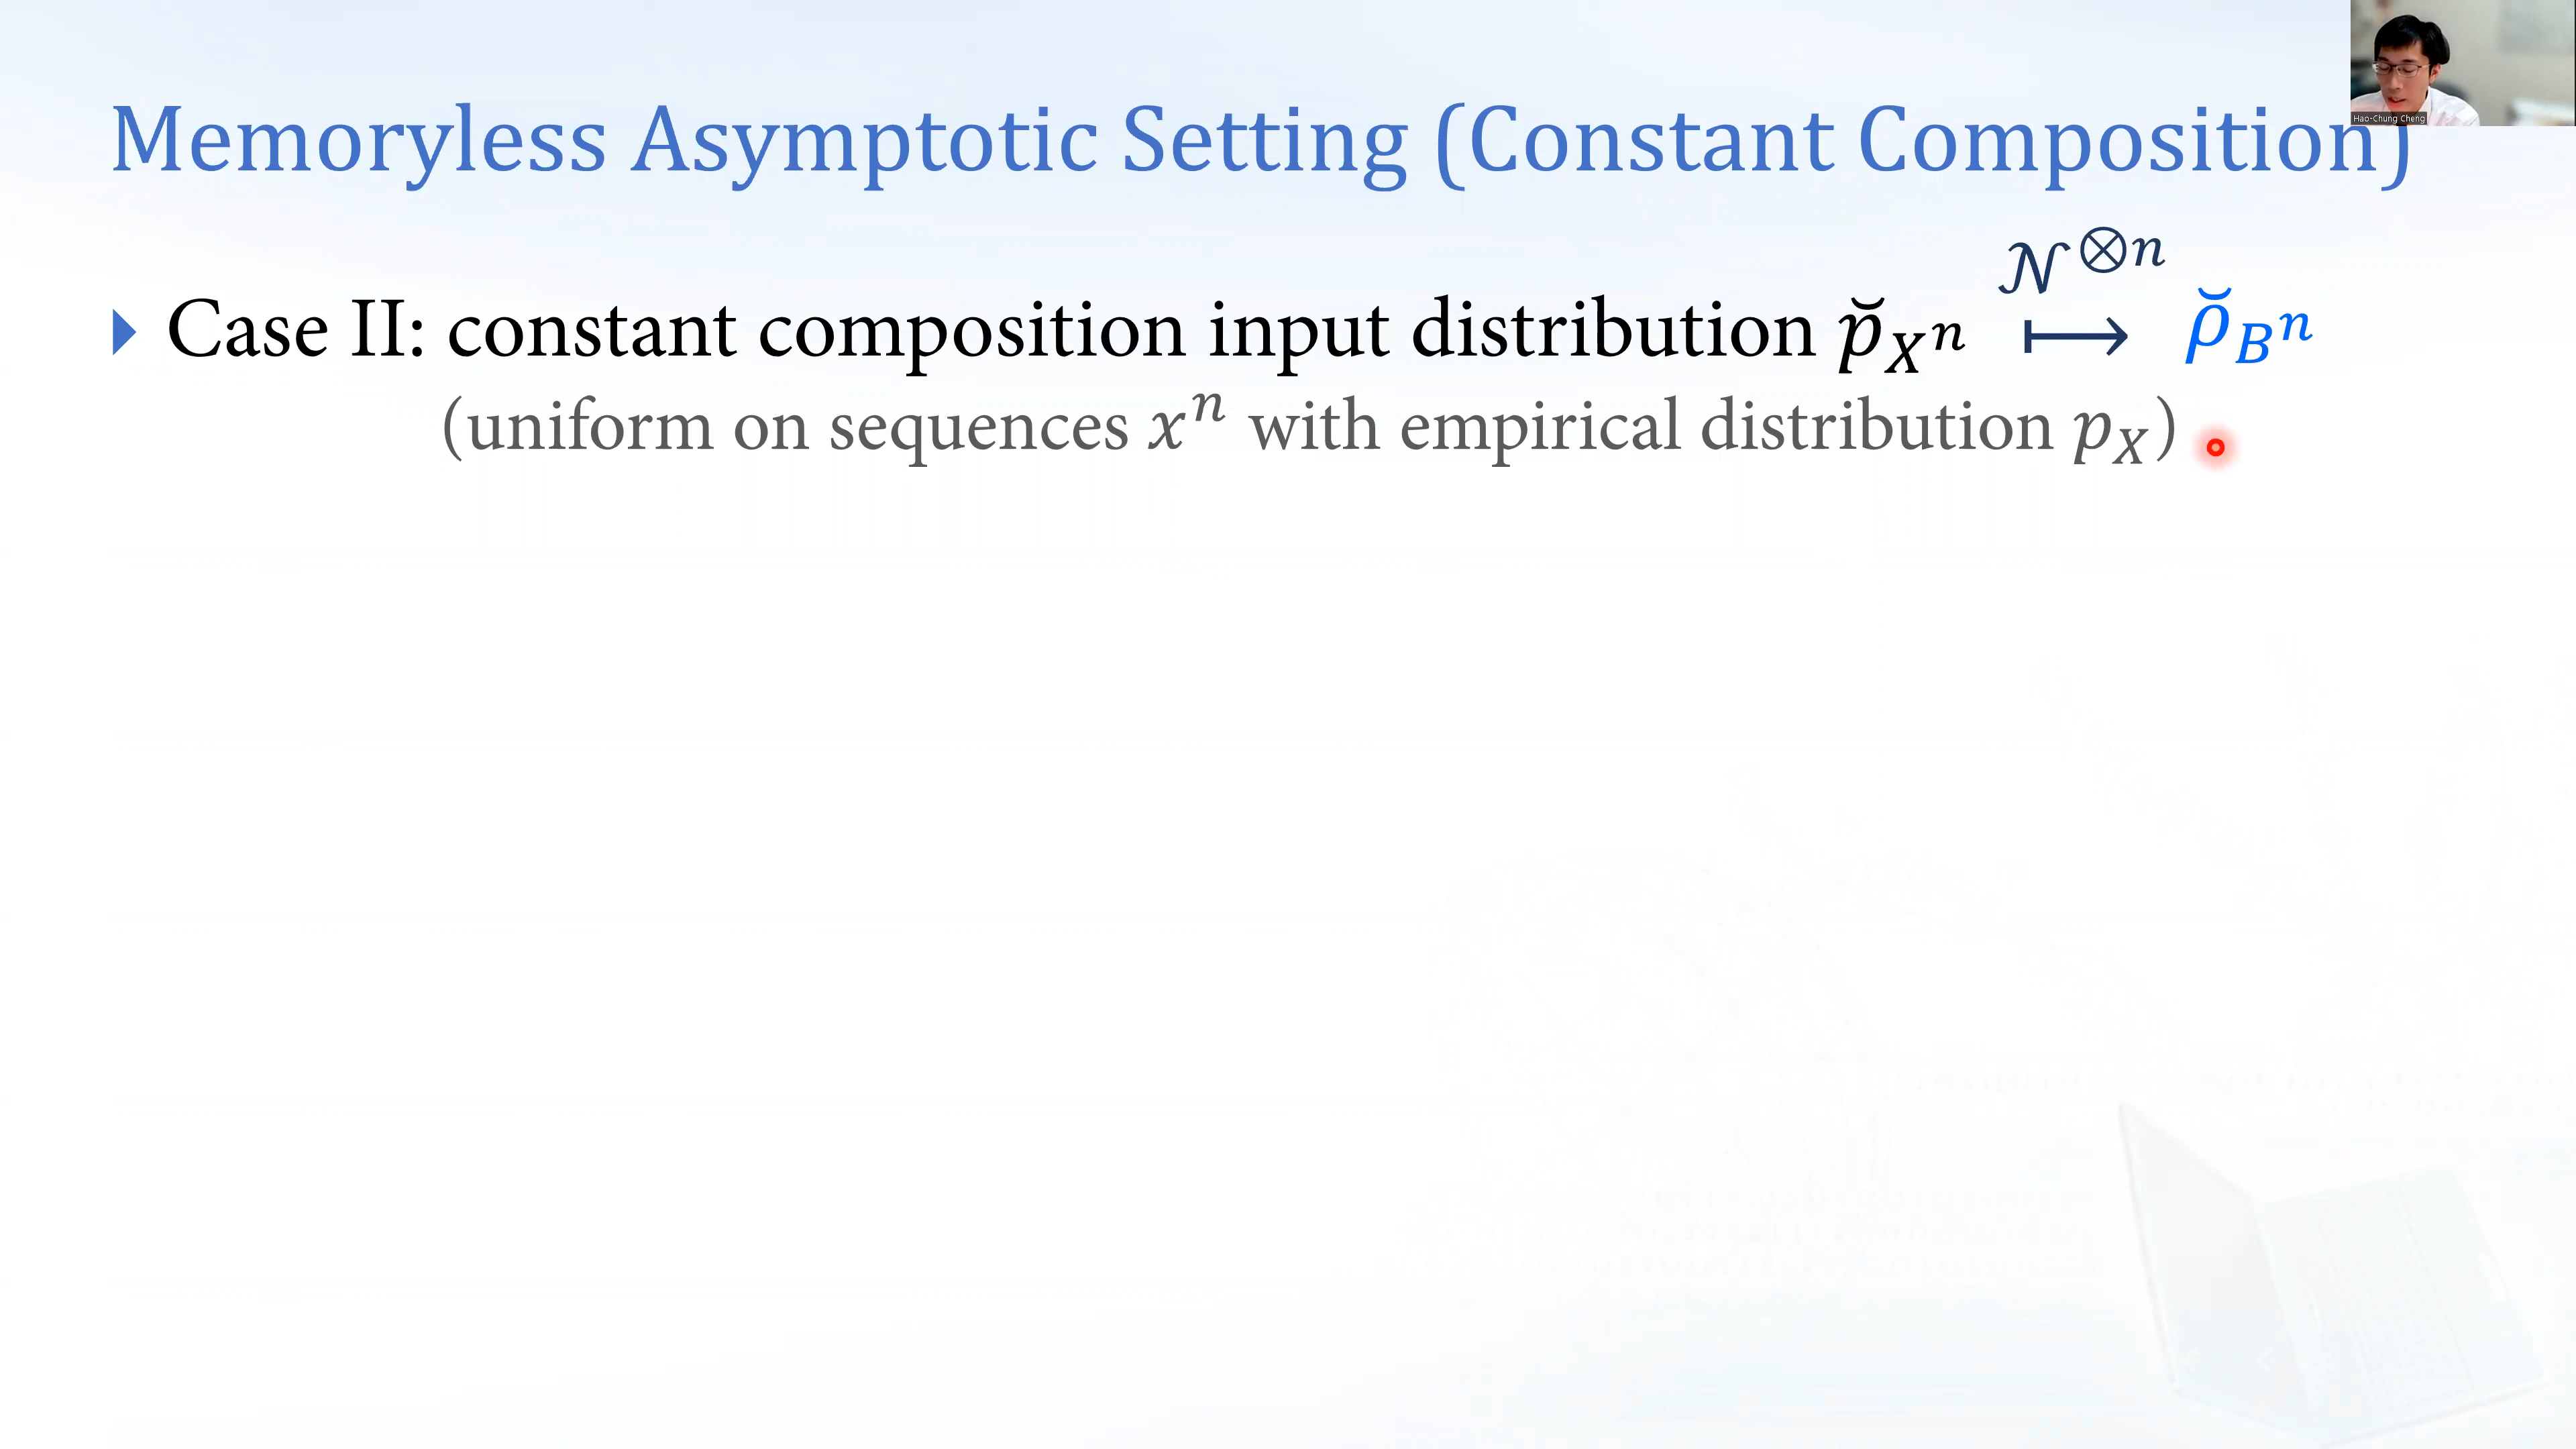 Hao-Chung Cheng
Memoryless Asymptotic Setting (Constant Composition)
Case II: constant composition input distribution p̆_{X^n} ⟼^{𝒩^{⊗n}} ρ̆_{B^n}
(uniform on sequences x^n with empirical distribution p_X)